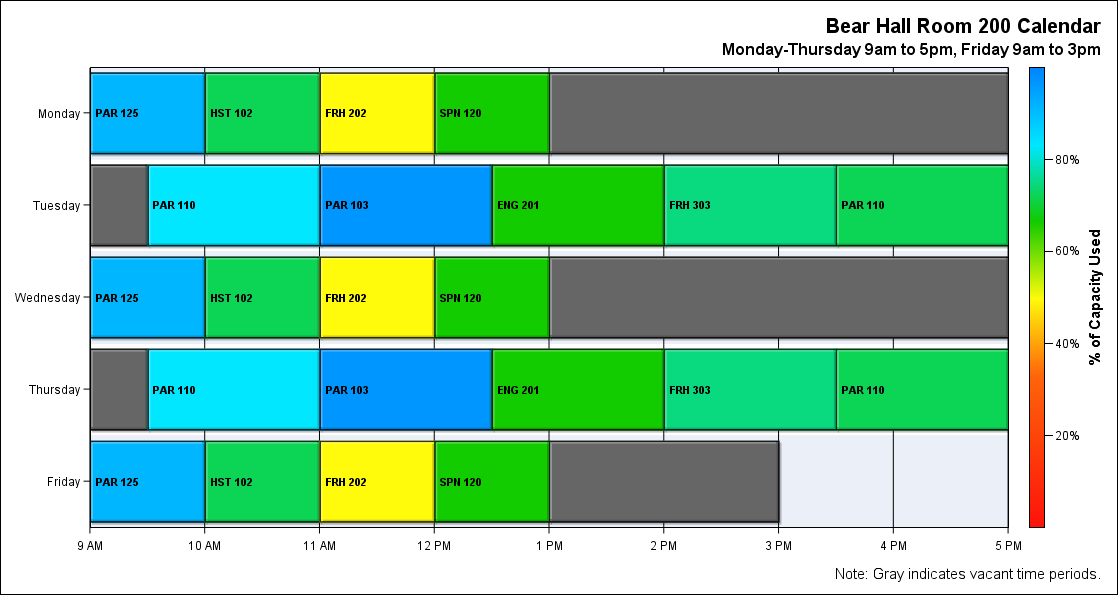 Bear Hall Room 200 Calendar
Monday-Thursday 9am to 5pm, Friday 9am to 3pm
Monday
PAR 125
HST 102
FRH 202
SPN 120
Tuesday
PAR 110
PAR 103
ENG 201
FRH 303
PAR 110
Wednesday
PAR 125
HST 102
FRH 202
SPN 120
Thursday
PAR 110
PAR 103
ENG 201
FRH 303
PAR 110
Friday
PAR 125
HST 102
FRH 202
SPN 120
9 AM
10 AM
11 AM
12 PM
1 PM
2 PM
3 PM
4 PM
5 PM
80%
60%
40%
20%
% of Capacity Used
Note: Gray indicates vacant time periods.